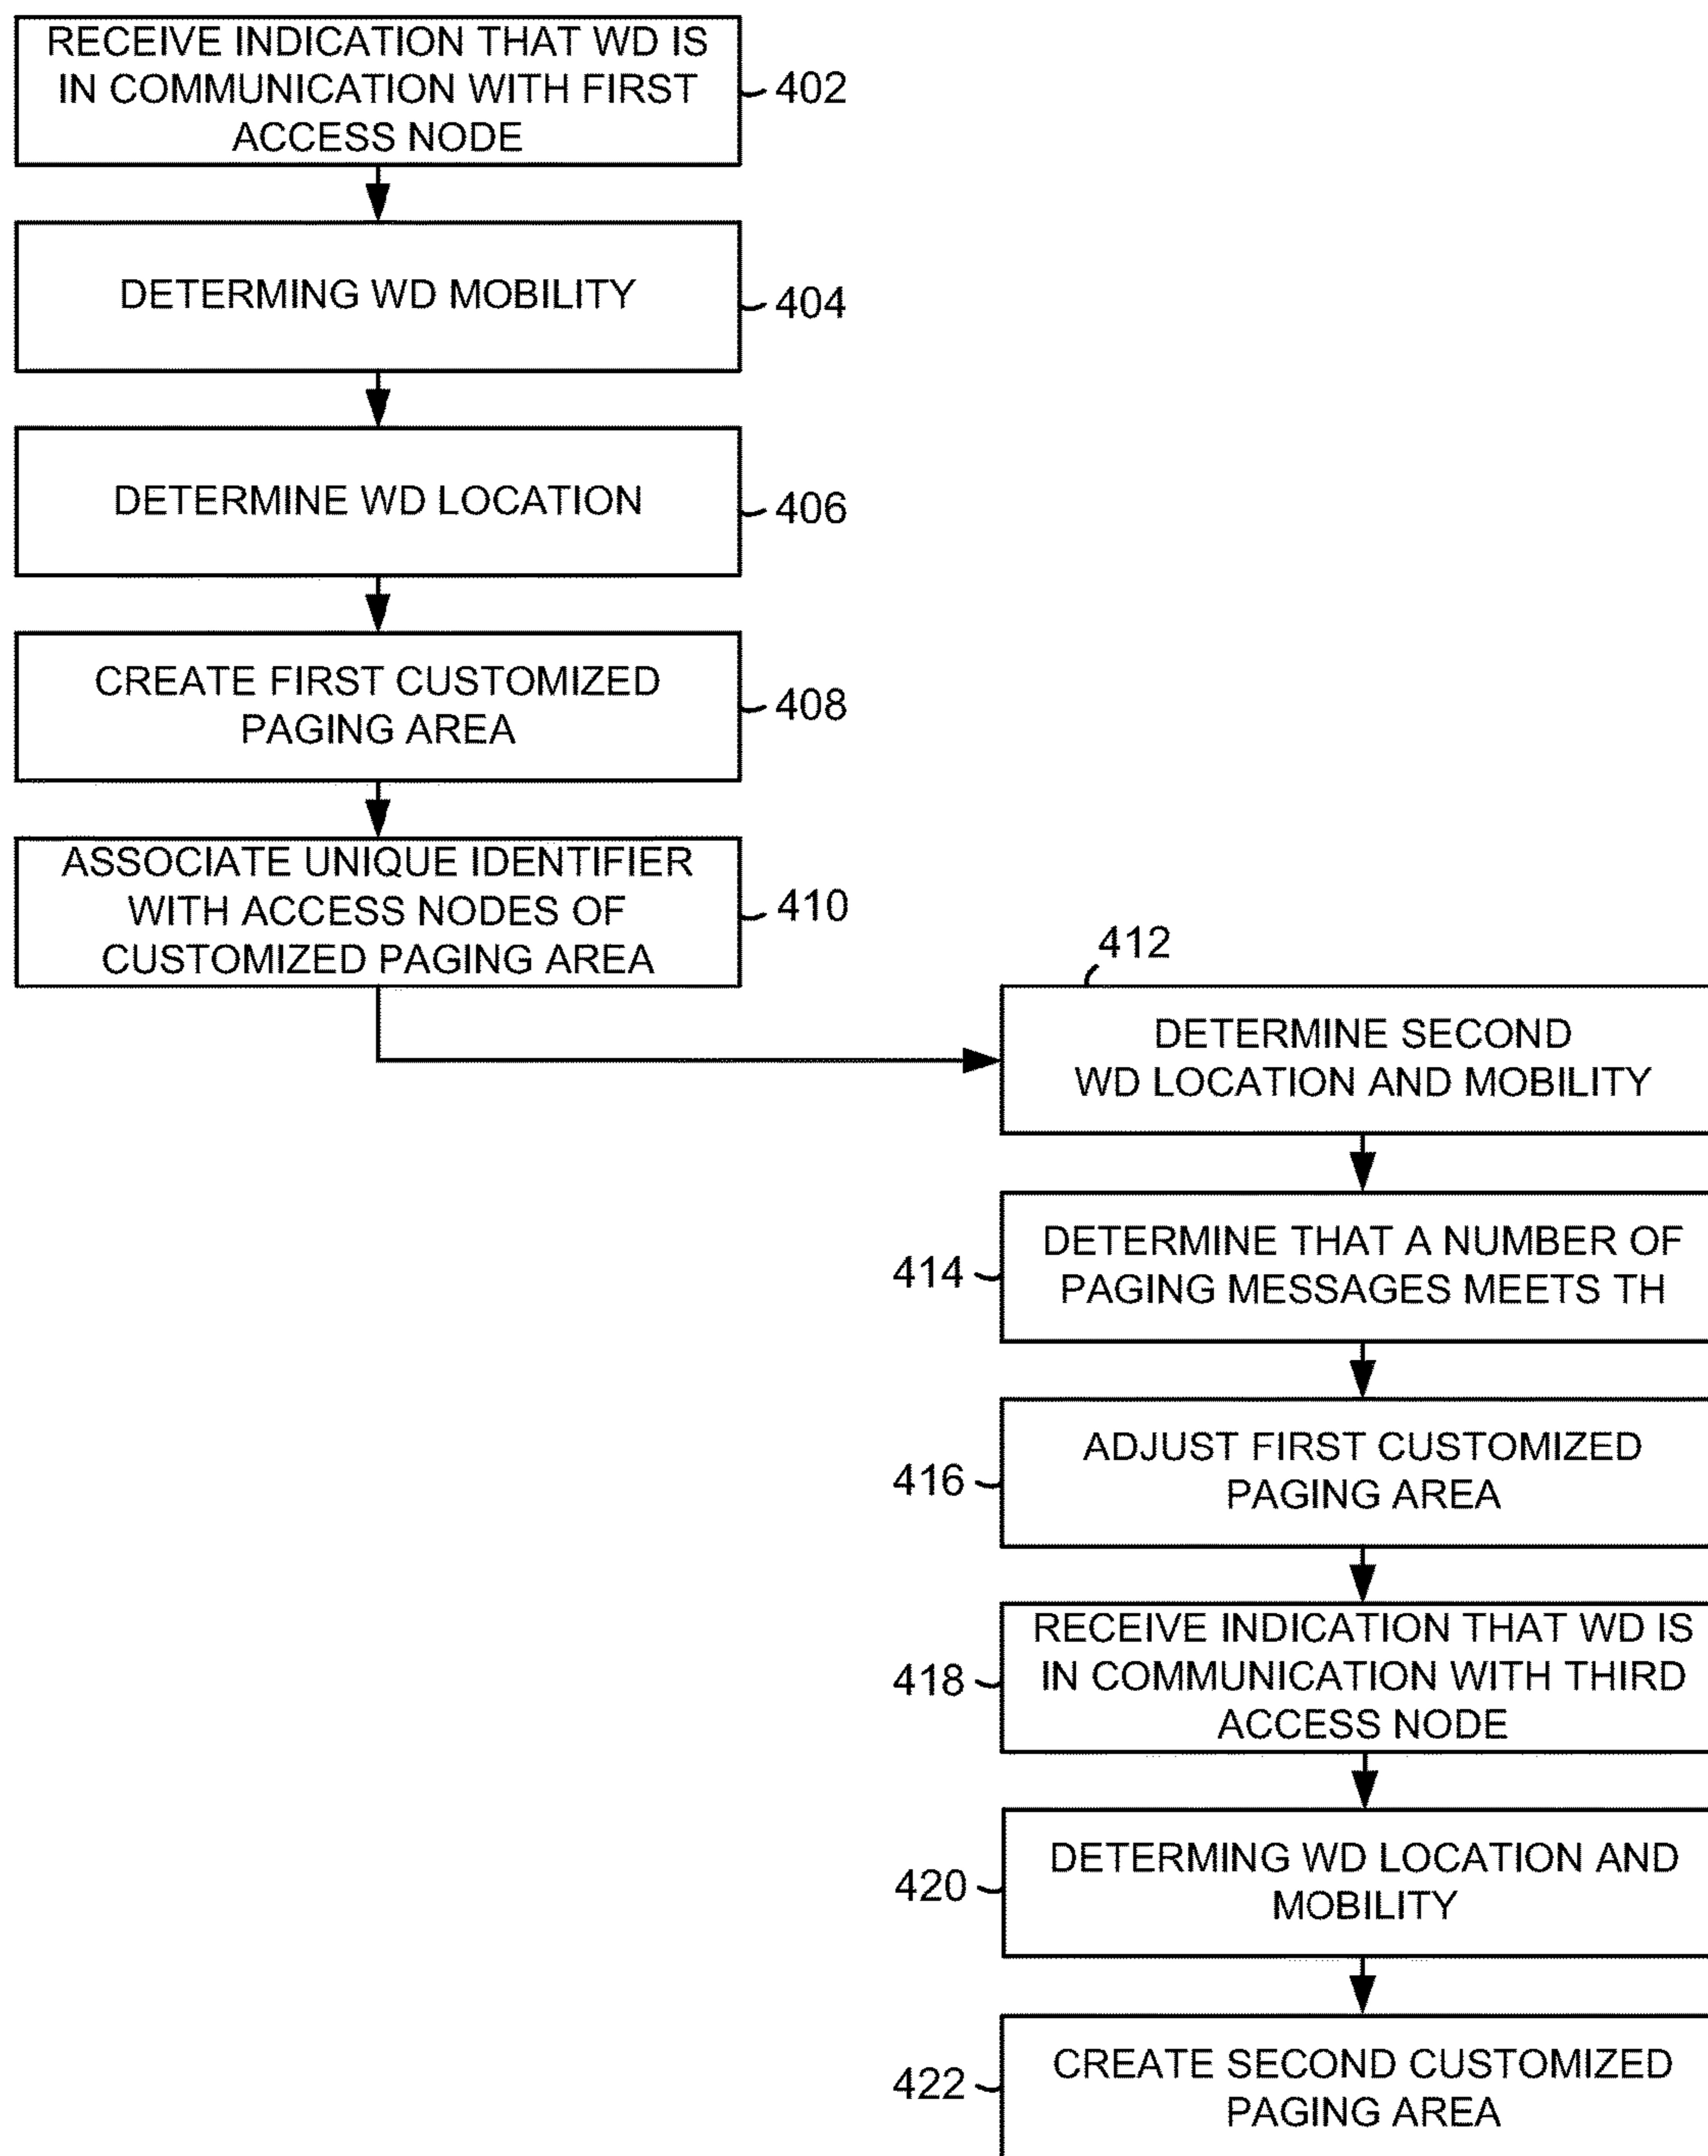 RECEIVE INDICATION THAT WD IS
IN COMMUNICATION WITH FIRST
ACCESS NODE
402
DETERMING WD MOBILITY
404
DETERMINE WD LOCATION
406
CREATE FIRST CUSTOMIZED
PAGING AREA
408
ASSOCIATE UNIQUE IDENTIFIER
WITH ACCESS NODES OF
CUSTOMIZED PAGING AREA
410
412
DETERMINE SECOND
WD LOCATION AND MOBILITY
414
DETERMINE THAT A NUMBER OF
PAGING MESSAGES MEETS TH
416
ADJUST FIRST CUSTOMIZED
PAGING AREA
418
RECEIVE INDICATION THAT WD IS
IN COMMUNICATION WITH THIRD
ACCESS NODE
420
DETERMING WD LOCATION AND
MOBILITY
422
CREATE SECOND CUSTOMIZED
PAGING AREA